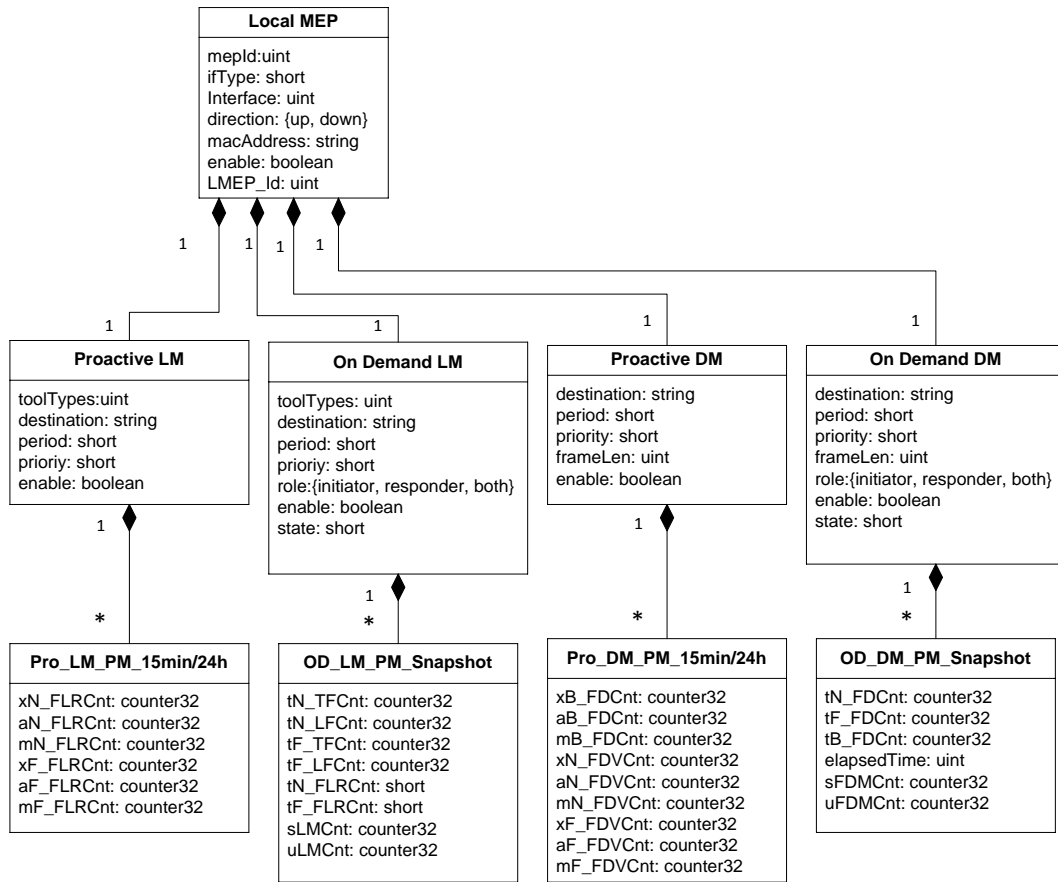 Local MEP
mepId:uint
ifType: short
Interface: uint
direction: {up, down}
macAddress: string
enable: boolean
LMEP_Id: uint
1
1
1
1
1
1
1
1
Proactive LM
toolTypes:uint
destination: string
period: short
prioriy: short
enable: boolean
On Demand LM
toolTypes: uint
destination: string
period: short
prioriy: short
role:{initiator, responder, both}
enable: boolean
state: short
Proactive DM
destination: string
period: short
priority: short
frameLen: uint
enable: boolean
On Demand DM
destination: string
period: short
priority: short
frameLen: uint
role:{initiator, responder, both}
enable: boolean
state: short
1
*
1
*
1
*
1
*
Pro_LM_PM_15min/24h
xN_FLRCnt: counter32
aN_FLRCnt: counter32
mN_FLRCnt: counter32
xF_FLRCnt: counter32
aF_FLRCnt: counter32
mF_FLRCnt: counter32
OD_LM_PM_Snapshot
tN_TFCnt: counter32
tN_LFCnt: counter32
tF_TFCnt: counter32
tF_LFCnt: counter32
tN_FLRCnt: short
tF_FLRCnt: short
sLMCnt: counter32
uLMCnt: counter32
Pro_DM_PM_15min/24h
xB_FDCnt: counter32
aB_FDCnt: counter32
mB_FDCnt: counter32
xN_FDVCnt: counter32
aN_FDVCnt: counter32
mN_FDVCnt: counter32
xF_FDVCnt: counter32
aF_FDVCnt: counter32
mF_FDVCnt: counter32
OD_DM_PM_Snapshot
tN_FDCnt: counter32
tF_FDCnt: counter32
tB_FDCnt: counter32
elapsedTime: uint
sFDMCnt: counter32
uFDMCnt: counter32